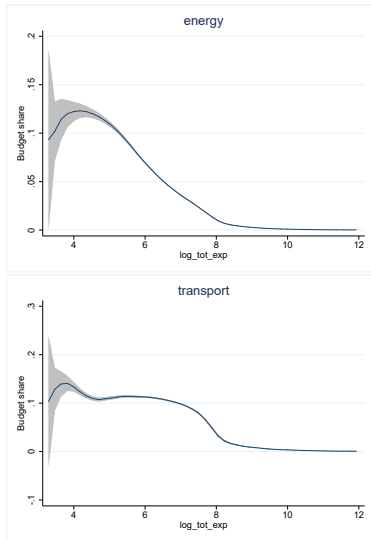 energy
.2
.15
.1
.05
0
Budget share
4 6 8 10 12
log_tot_exp
transport
.3
.2
.1
0
-.1
Budget share
4 6 8 10 12
log_tot_exp